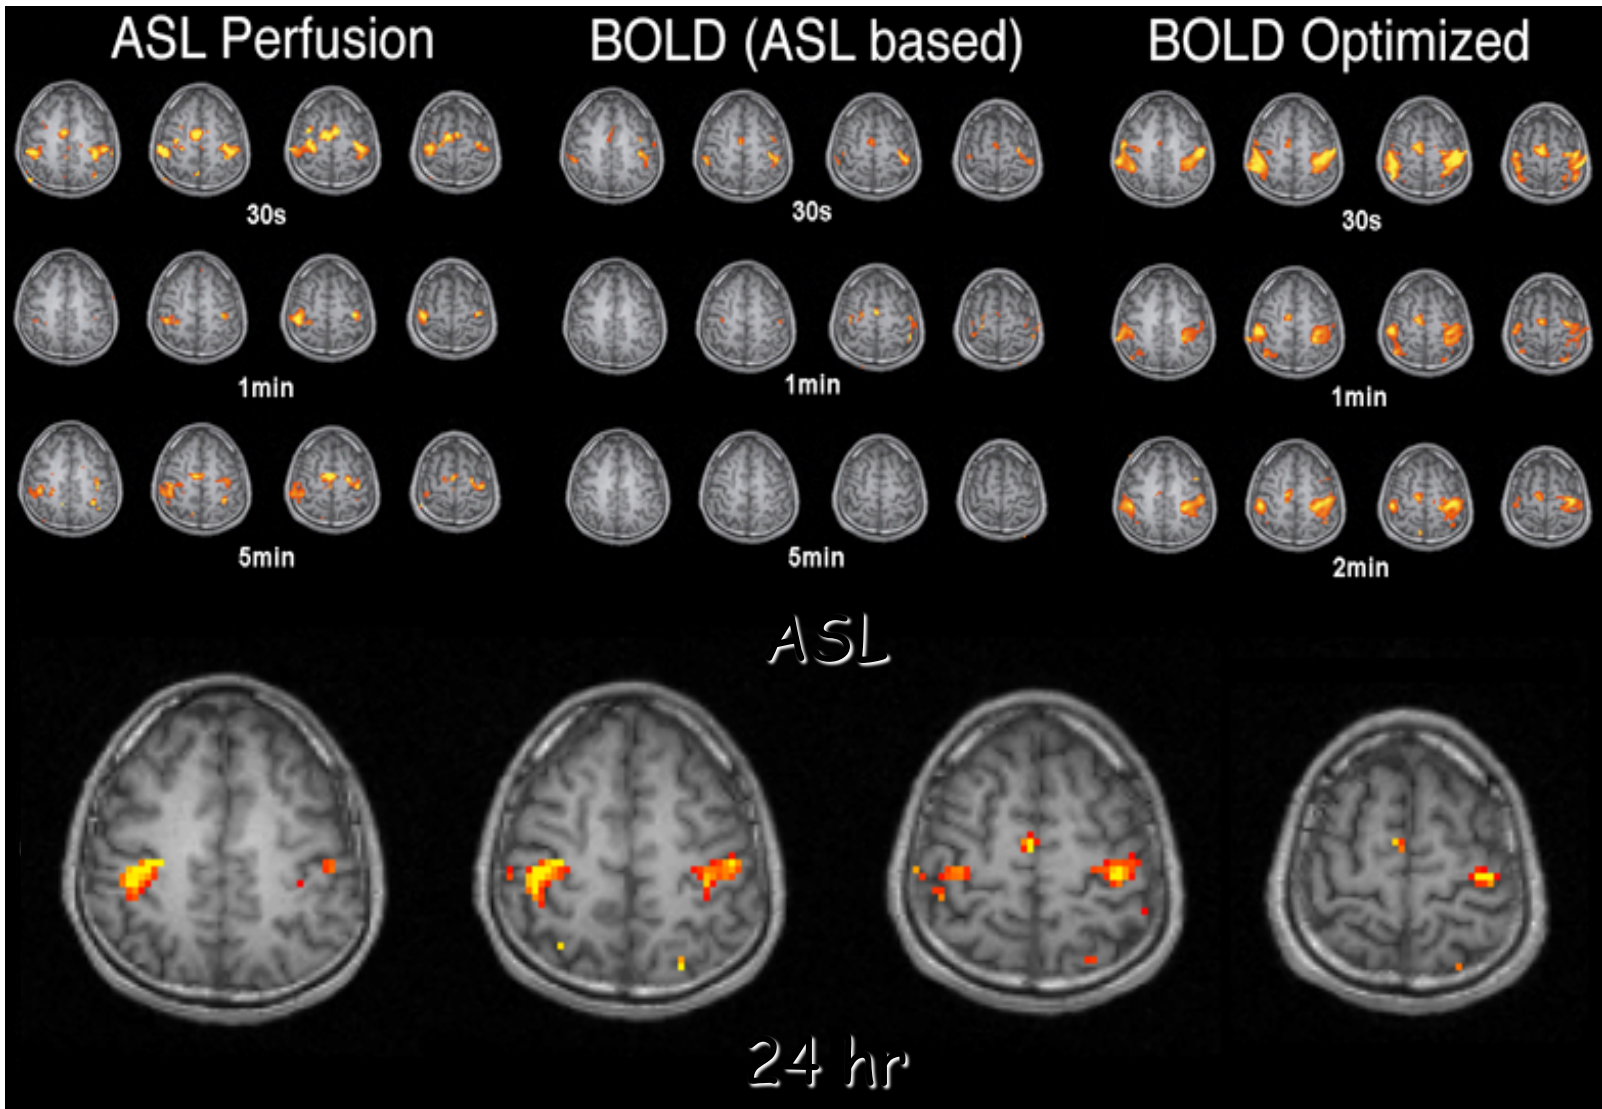 ASL Perfusion
BOLD (ASL based)
BOLD Optimized
30s
30s
30s
1min
1min
1min
5min
5min
2min
ASL
24 hr